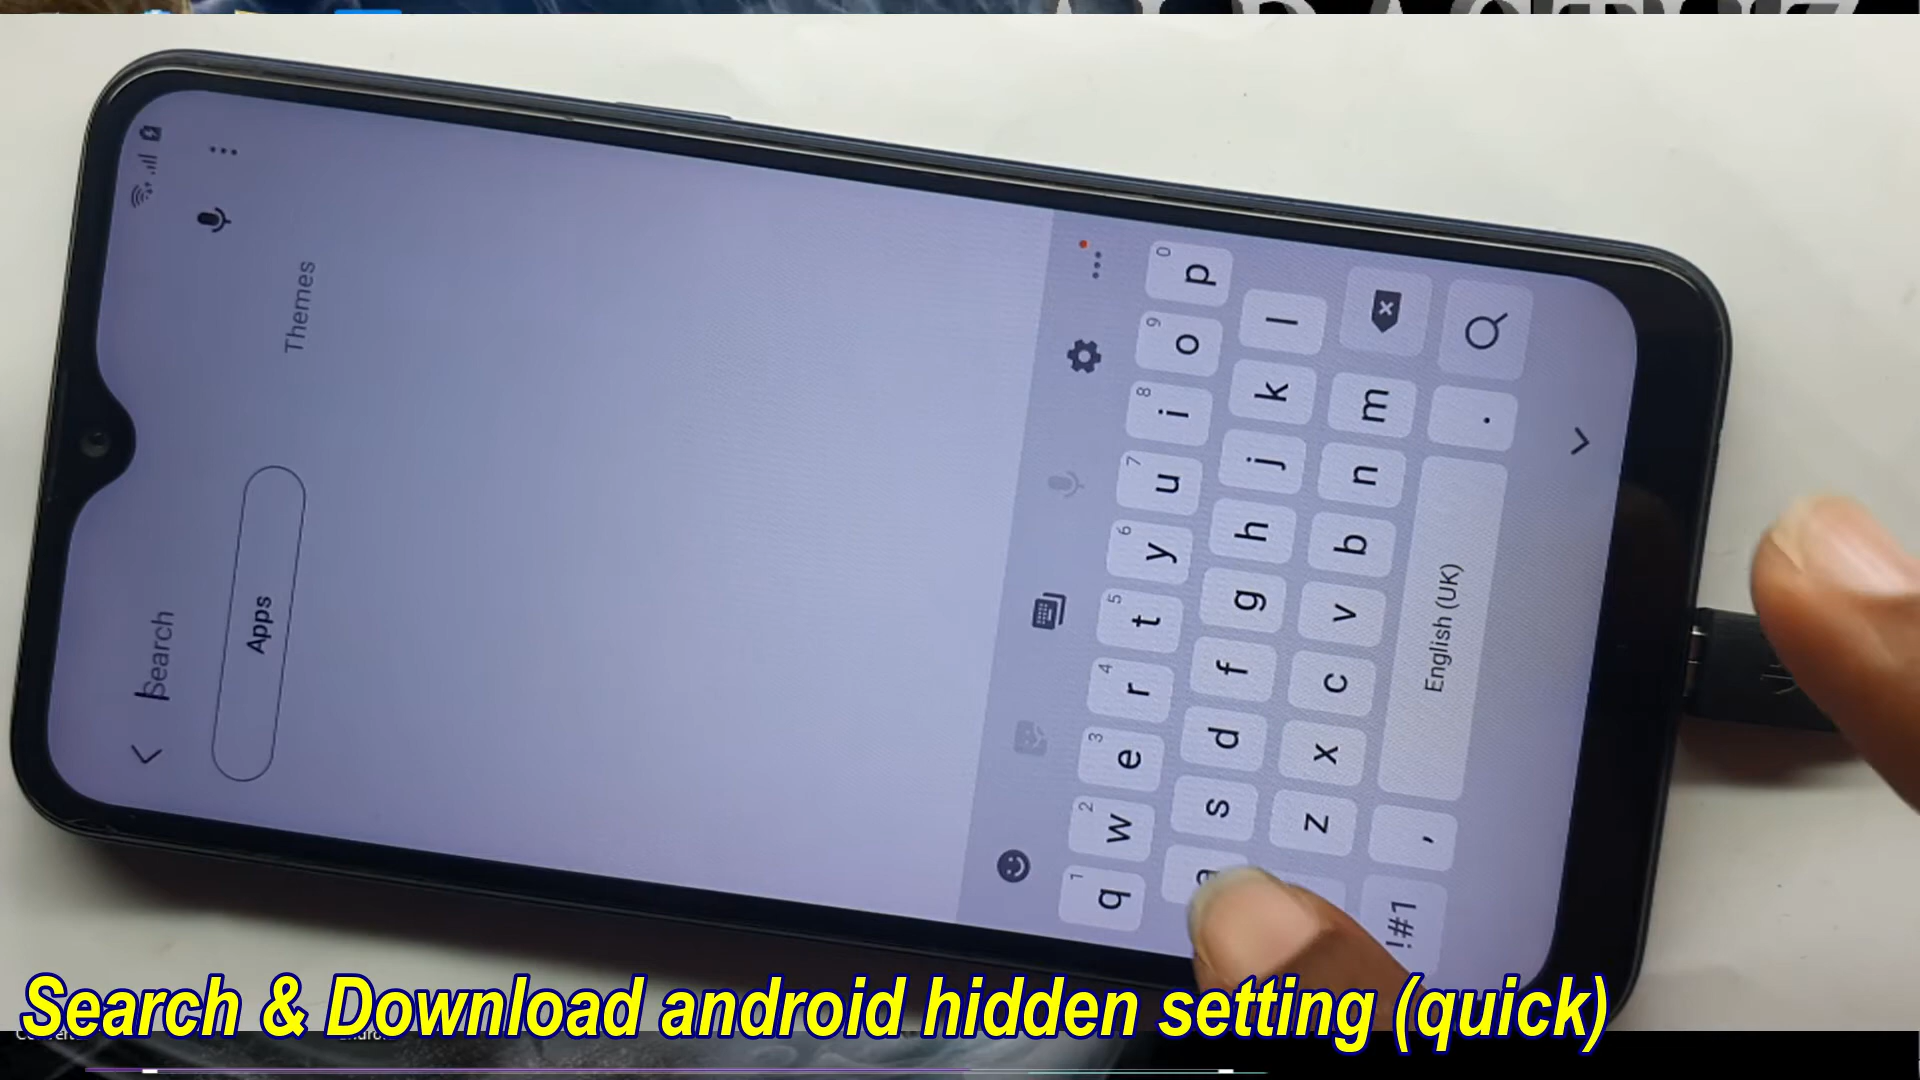 Search
Apps
Themes
1 2 3 4 5 6 7 8 9 0
q w e r t y u i o p
a s d f g h j k l
z x c v b n m
!#1 , English (UK) .
Search & Download android hidden setting (quick)